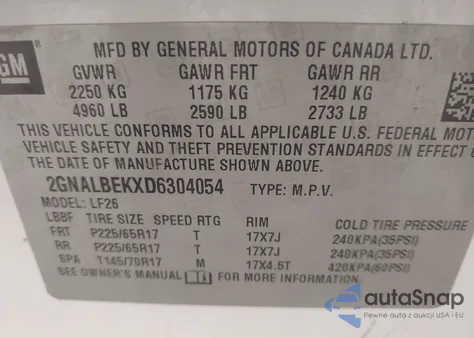 GM
MFD BY GENERAL MOTORS OF CANADA LTD.
GVWR GAWR FRT GAWR RR
2250 KG 1175 KG 1240 KG
4960 LB 2590 LB 2733 LB
THIS VEHICLE CONFORMS TO ALL APPLICABLE U.S. FEDERAL MOTOR
VEHICLE SAFETY AND THEFT PREVENTION STANDARDS IN EFFECT O
DATE OF MANUFACTURE SHOWN ABOVE.
2GNALBEKXD6304054 TYPE: M.P.V.
MODEL: LF26
LBBF TIRE SIZE SPEED RTG RIM COLD TIRE PRESSURE
FRT P225/65R17 T 17X7J 240KPA(35PSI)
RR P225/65R17 T 17X7J 240KPA(35PSI)
SPA T145/70R17 M 17X4.5T 420KPA(60PSI)
SEE OWNER'S MANUAL FOR MORE INFORMATION.
autoSnap
Pewne auta z aukcji USA i EU